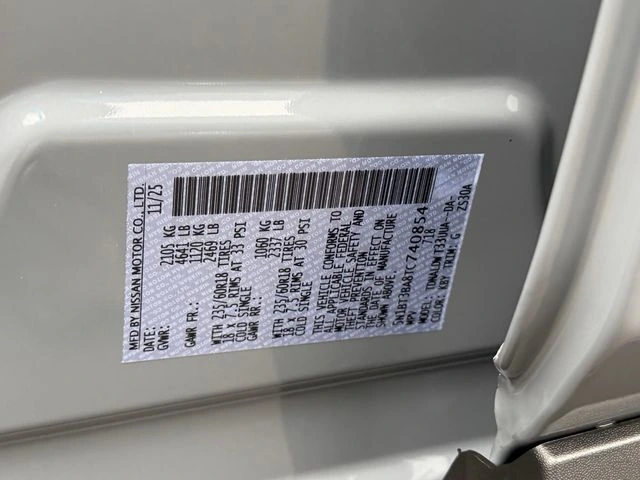 MFD BY NISSAN MOTOR CO., LTD.
DATE: 11/25
GVWR: 2105 KG
4641 LB
GAWR FR.: 1120 KG
2469 LB
WITH 235/60R18 TIRES
18 X 7.5 RIMS AT 33 PSI
COLD SINGLE
GAWR RR.: 1060 KG
2337 LB
WITH 235/60R18 TIRES
18 X 7.5 RIMS AT 30 PSI
COLD SINGLE
THIS VEHICLE CONFORMS TO
ALL APPLICABLE FEDERAL
MOTOR VEHICLE SAFETY AND
THEFT PREVENTION
STANDARDS IN EFFECT ON
THE DATE OF MANUFACTURE
SHOWN ABOVE.
MPV 718
MODEL:
COLOR: KBY TRIM: G ZS30A